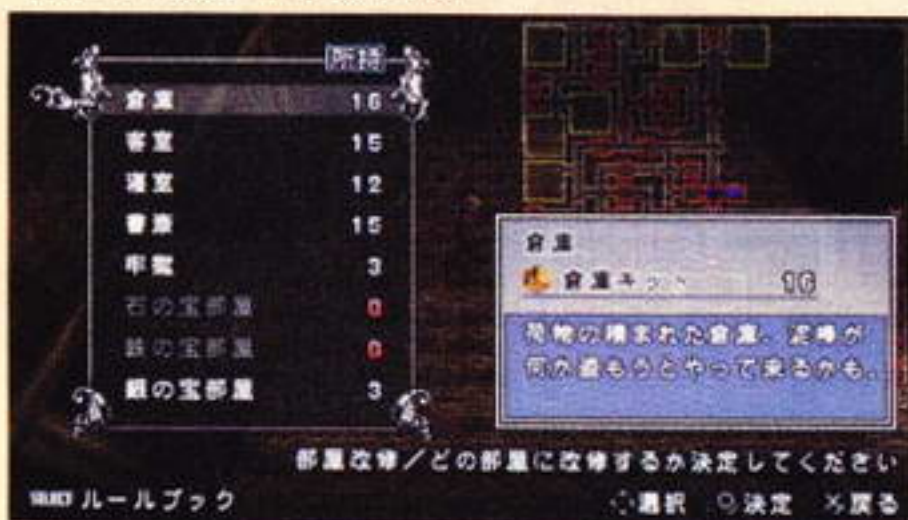 所持
倉庫 16
客室 15
寝室 12
書斎 15
牢獄 3
石の宝部屋 0
鉄の宝部屋 0
銀の宝部屋 3
倉庫
倉庫キット 16
荷物の積まれた倉庫。泥棒が
何か盗もうとやって来るかも。
部屋改修/どの部屋に改修するか決定してください
SELECT ルールブック 選択 決定 戻る